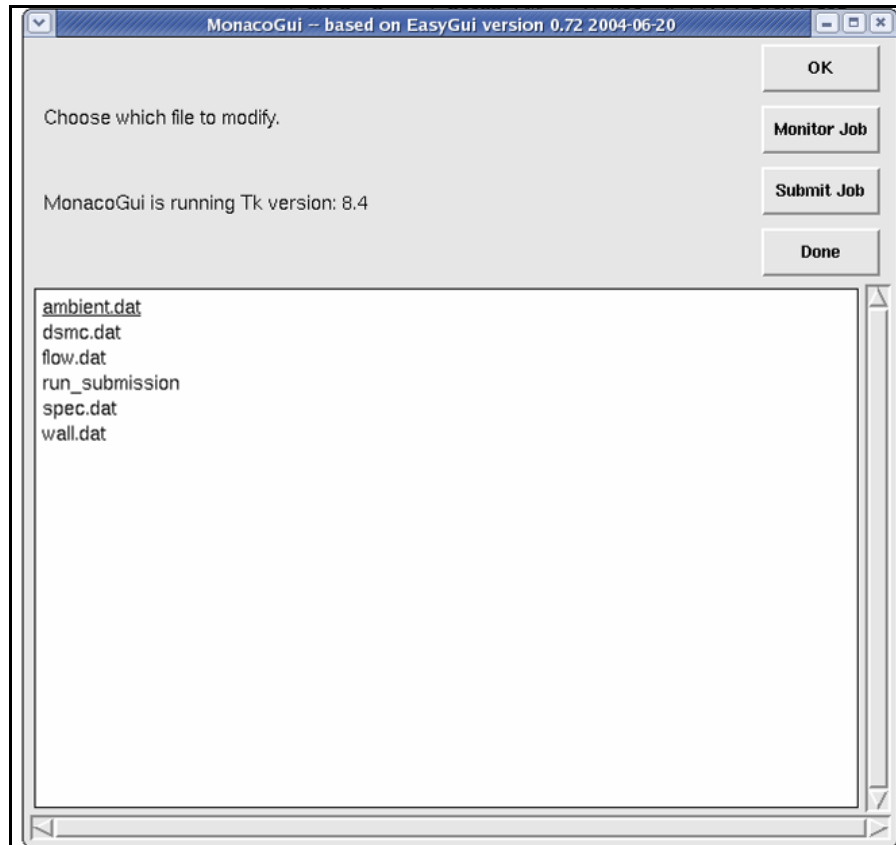 MonacoGui -- based on EasyGui version 0.72 2004-06-20
OK
Choose which file to modify.
Monitor Job
Submit Job
MonacoGui is running Tk version: 8.4
Done
ambient.dat
dsmc.dat
flow.dat
run_submission
spec.dat
wall.dat